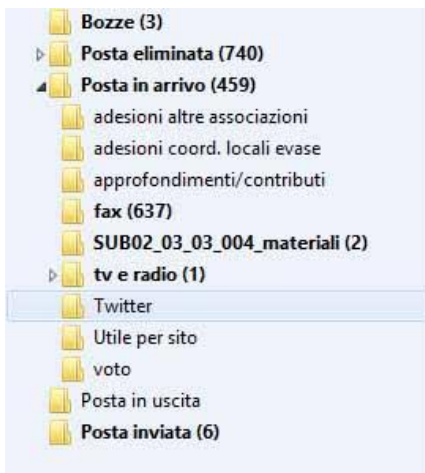 Bozze (3)
Posta eliminata (740)
Posta in arrivo (459)
adesioni altre associazioni
adesioni coord. locali evase
approfondimenti/contributi
fax (637)
SUB02_03_03_004_materiali (2)
tv e radio (1)
Twitter
Utile per sito
voto
Posta in uscita
Posta inviata (6)